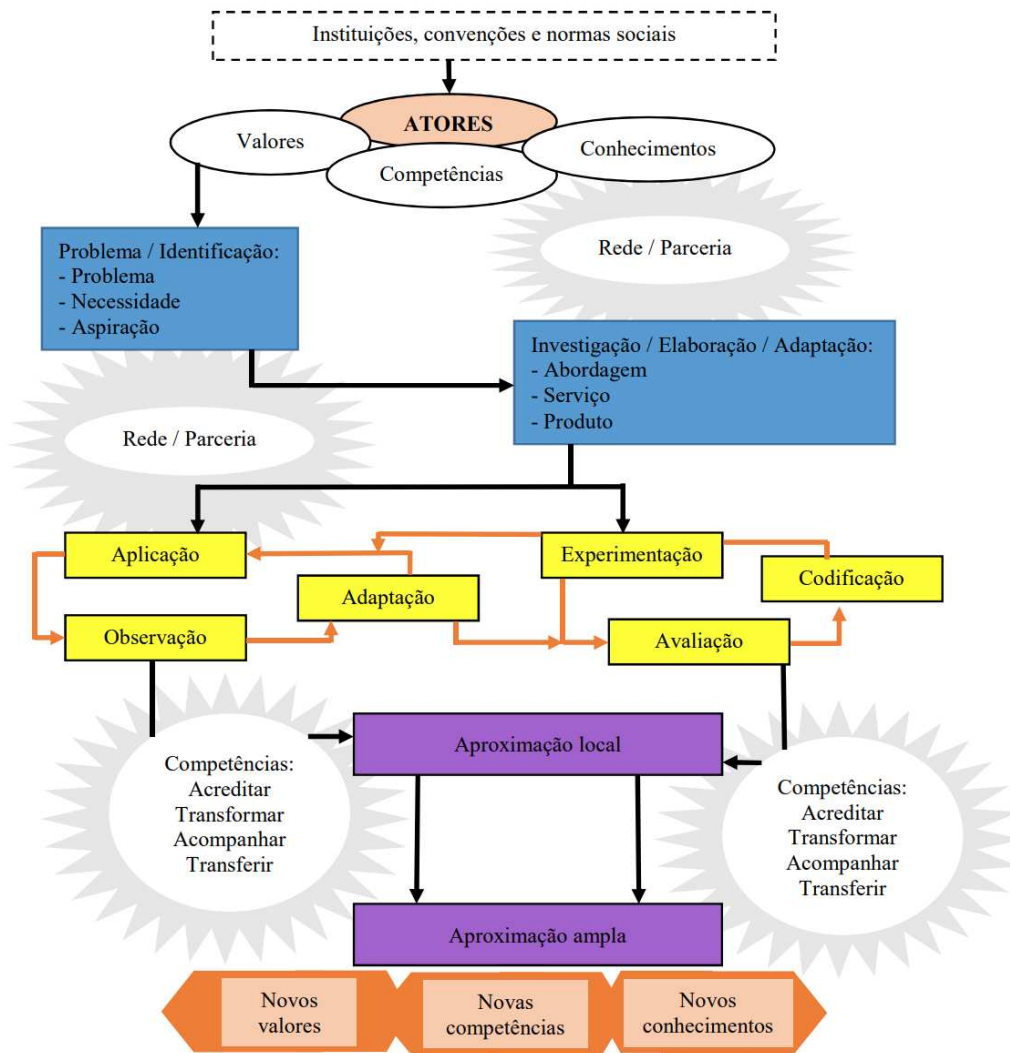 Instituições, convenções e normas sociais
ATORES
Valores
Competências
Conhecimentos
Rede / Parceria
Problema / Identificação:
- Problema
- Necessidade
- Aspiração
Investigação / Elaboração / Adaptação:
- Abordagem
- Serviço
- Produto
Rede / Parceria
Aplicação
Experimentação
Adaptação
Codificação
Observação
Avaliação
Aproximação local
Competências:
Acreditar
Transformar
Acompanhar
Transferir
Competências:
Acreditar
Transformar
Acompanhar
Transferir
Aproximação ampla
Novos
valores
Novas
competências
Novos
conhecimentos